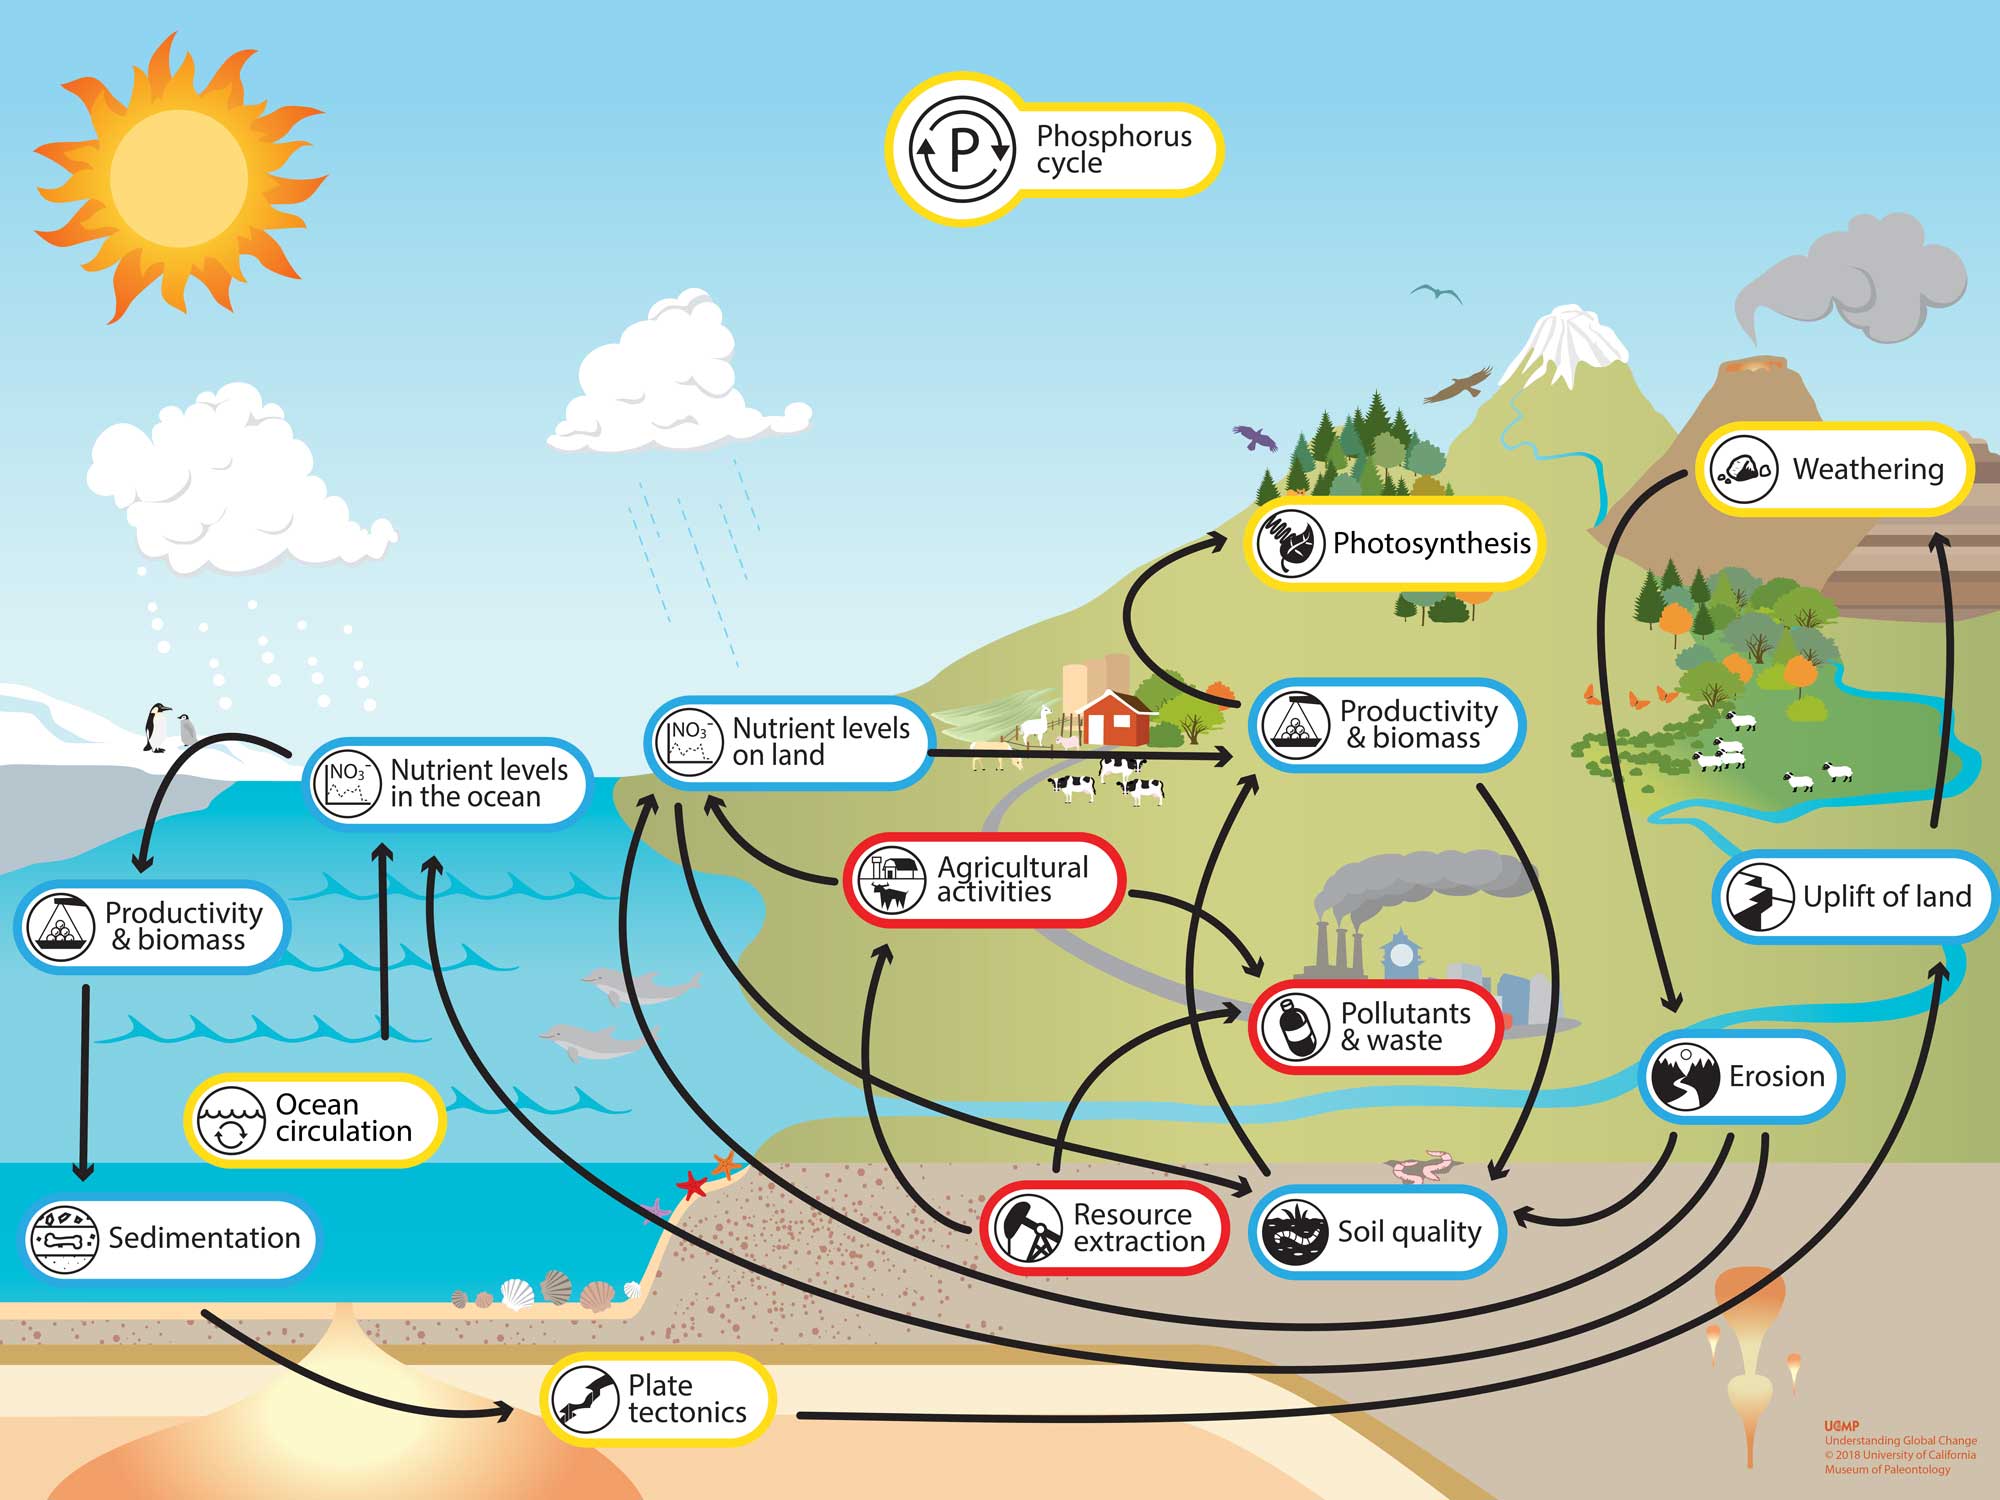 P
Phosphorus
cycle
Weathering
Photosynthesis
Productivity
& biomass
NO₃⁻
Nutrient levels
on land
NO₃⁻
Nutrient levels
in the ocean
Agricultural
activities
Uplift of land
Productivity
& biomass
Pollutants
& waste
Erosion
Ocean
circulation
Resource
extraction
Soil quality
Sedimentation
Plate
tectonics
UCMP
Understanding Global Change
© 2018 University of California
Museum of Paleontology